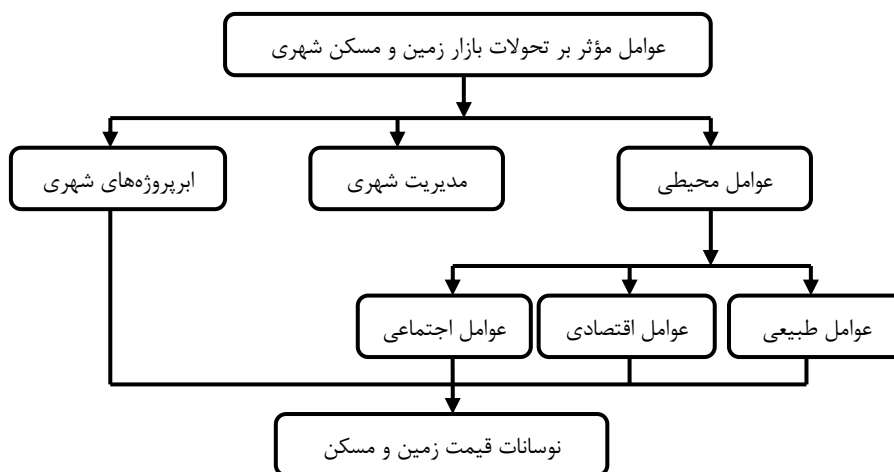 عوامل مؤثر بر تحولات بازار زمین و مسکن شهری
عوامل محیطی
مدیریت شهری
ابرپروژه‌های شهری
عوامل طبیعی
عوامل اقتصادی
عوامل اجتماعی
نوسانات قیمت زمین و مسکن